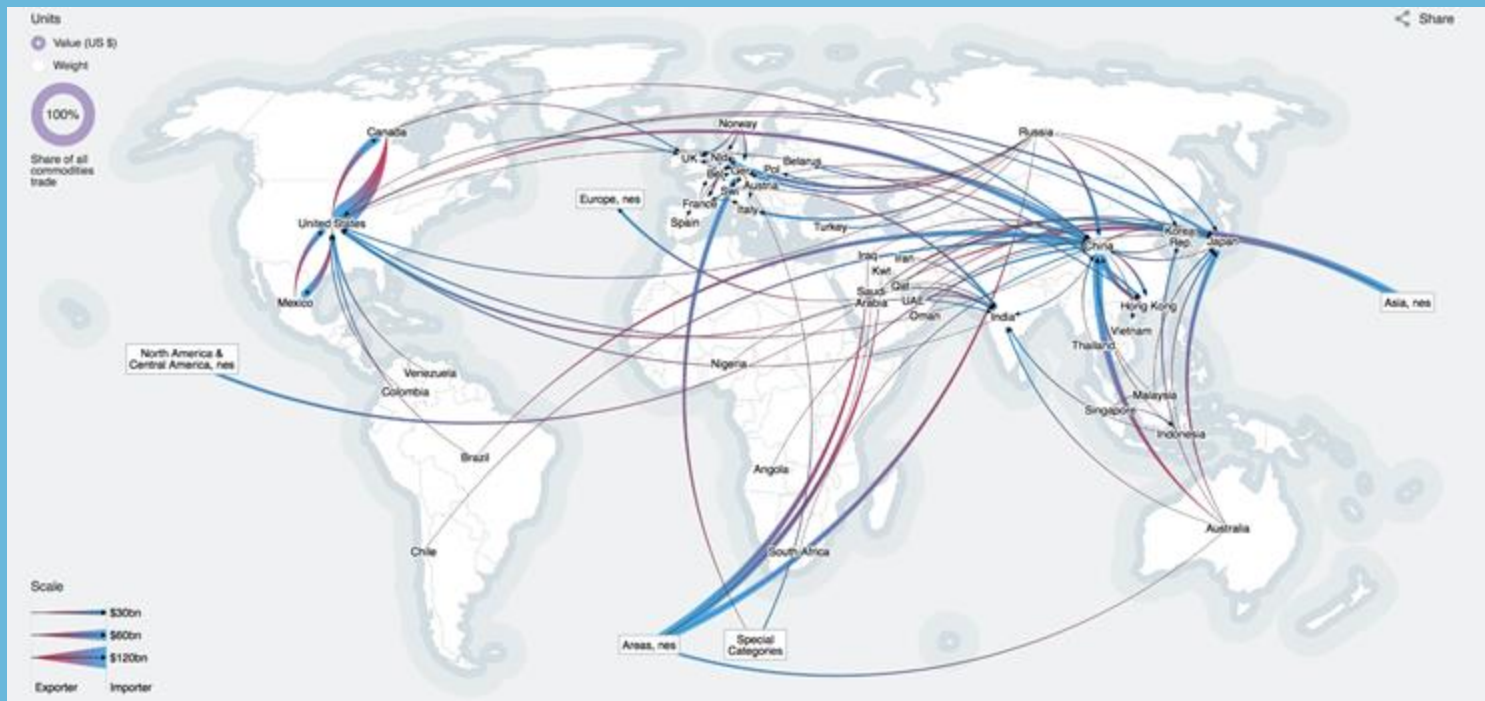 Units
Value (US $)
Weight
100%
Share of all
commodities
trade
Share
Canada
Norway
Russia
UK
Nld
Belarus
Bel
Ger
Pol
Swi
Austria
Europe, nes
France
Italy
Spain
United States
Turkey
Korea
Rep.
Japan
China
Iraq
Iran
Kwt
Qat
Saudi
Arabia
UAE
Oman
India
Hong Kong
Vietnam
Thailand
Asia, nes
Mexico
North America &
Central America, nes
Nigeria
Venezuela
Colombia
Malaysia
Singapore
Indonesia
Brazil
Angola
Australia
Chile
South Africa
Scale
$30bn
$60bn
$120bn
Exporter
Importer
Areas, nes
Special
Categories